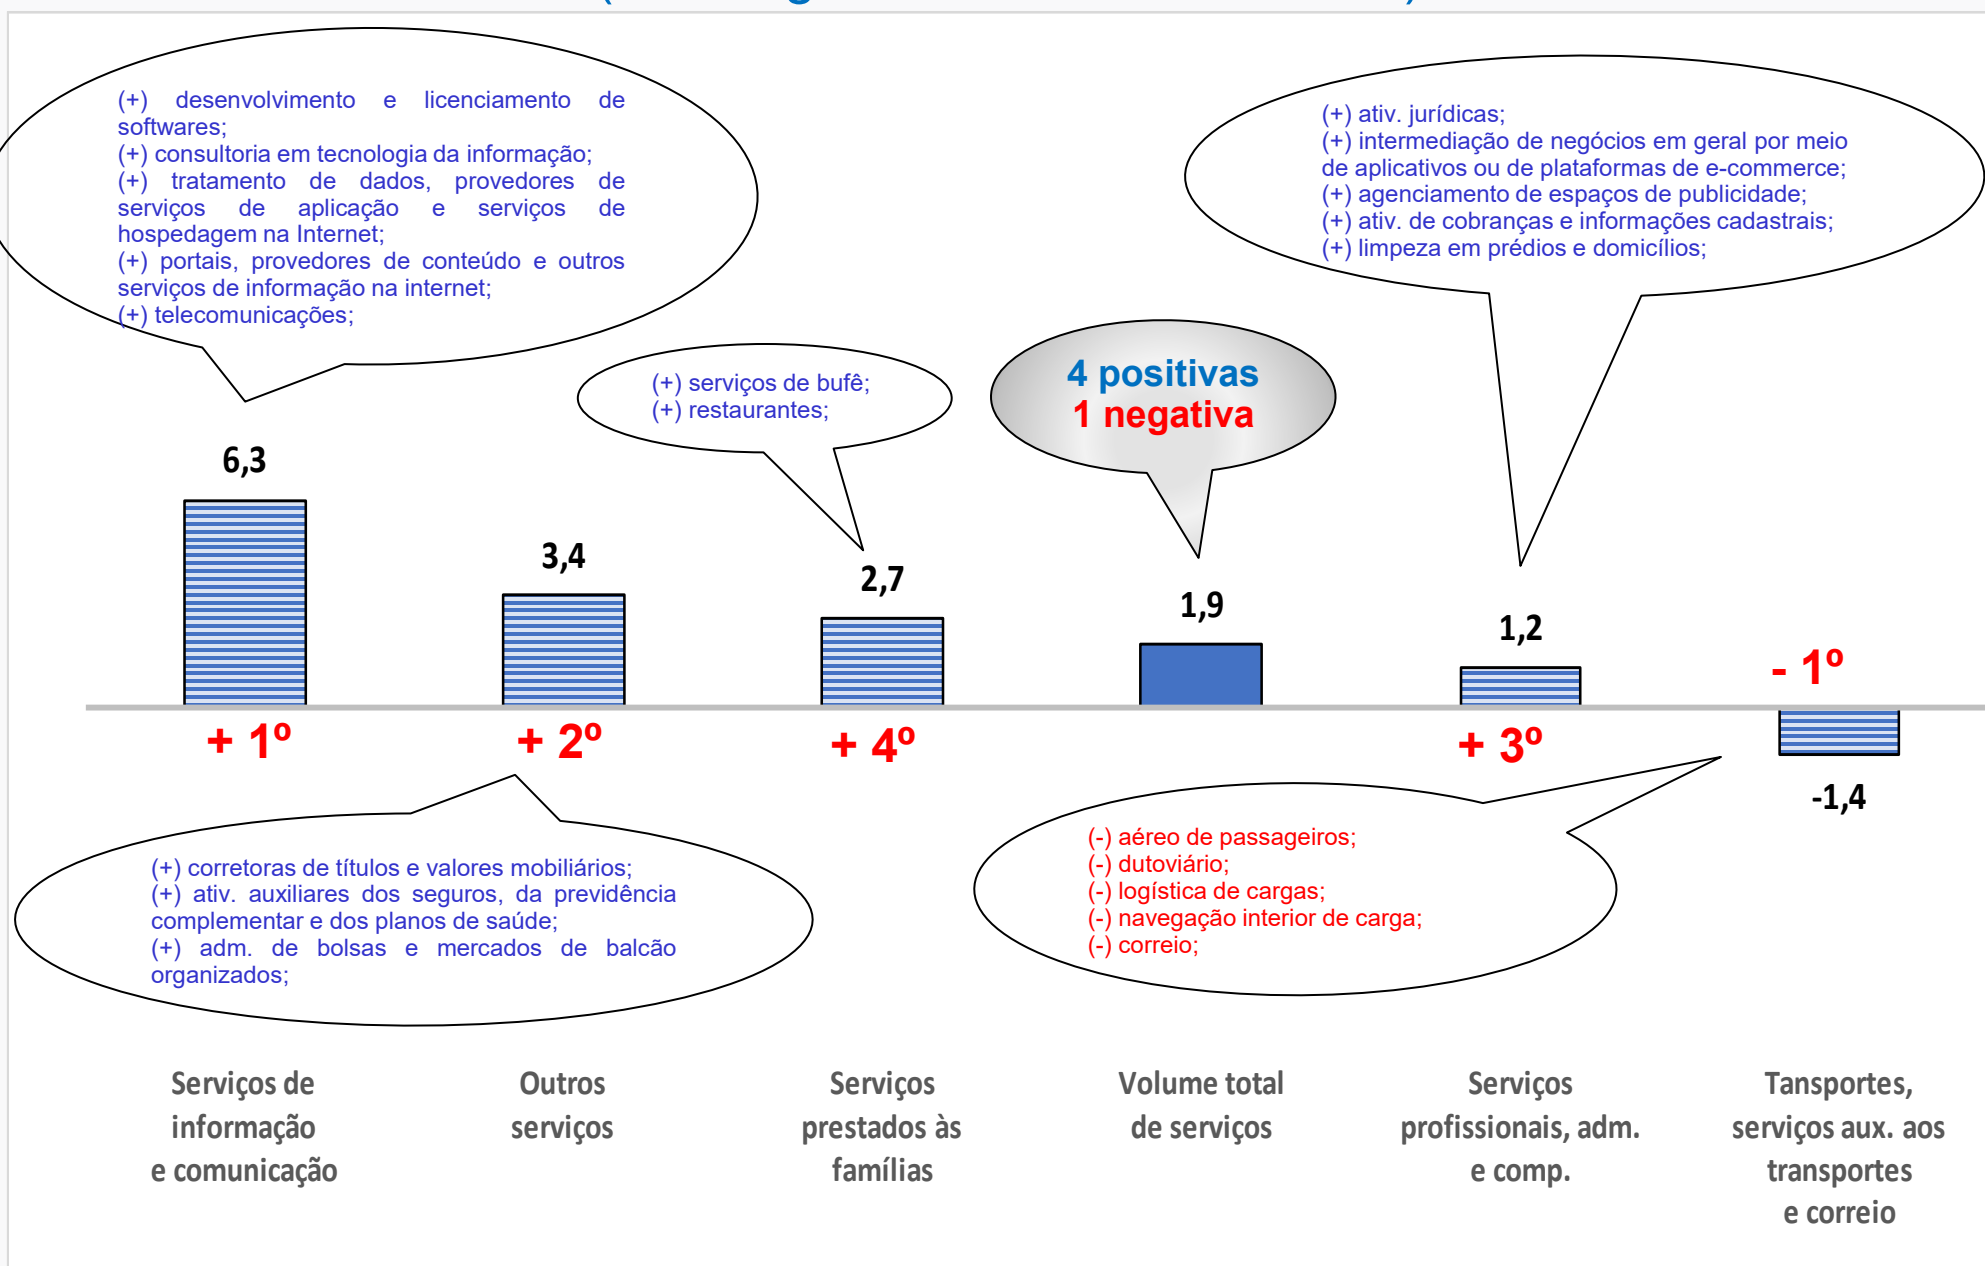 (+) desenvolvimento e licenciamento de
softwares;
(+) consultoria em tecnologia da informação;
(+) tratamento de dados, provedores de
serviços de aplicação e serviços de
hospedagem na Internet;
(+) portais, provedores de conteúdo e outros
serviços de informação na internet;
(+) telecomunicações;
(+) ativ. jurídicas;
(+) intermediação de negócios em geral por meio
de aplicativos ou de plataformas de e-commerce;
(+) agenciamento de espaços de publicidade;
(+) ativ. de cobranças e informações cadastrais;
(+) limpeza em prédios e domicílios;
(+) serviços de bufê;
(+) restaurantes;
4 positivas
1 negativa
6,3
3,4
2,7
1,9
1,2
- 1º
+ 1º
+ 2º
+ 4º
+ 3º
-1,4
(+) corretoras de títulos e valores mobiliários;
(+) ativ. auxiliares dos seguros, da previdência
complementar e dos planos de saúde;
(+) adm. de bolsas e mercados de balcão
organizados;
(-) aéreo de passageiros;
(-) dutoviário;
(-) logística de cargas;
(-) navegação interior de carga;
(-) correio;
Serviços de
informação
e comunicação
Outros
serviços
Serviços
prestados às
famílias
Volume total
de serviços
Serviços
profissionais, adm.
e comp.
Tansportes,
serviços aux. aos
transportes
e correio